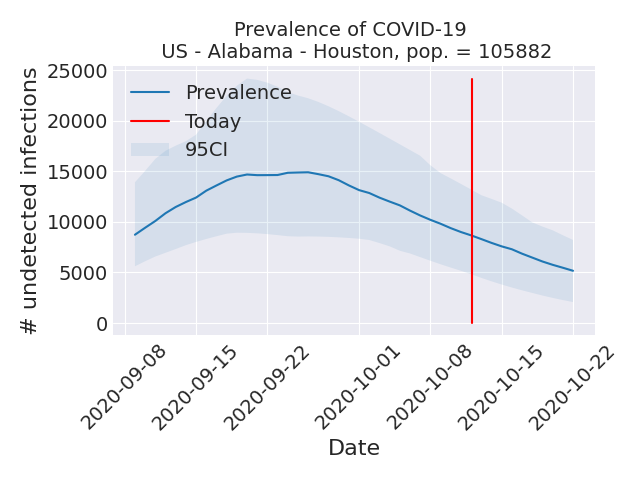 Prevalence of COVID-19
US - Alabama - Houston, pop. = 105882
# undetected infections
25000
20000
15000
10000
5000
0
Prevalence
Today
95CI
2020-09-08
2020-09-15
2020-09-22
2020-10-01
2020-10-08
2020-10-15
2020-10-22
Date